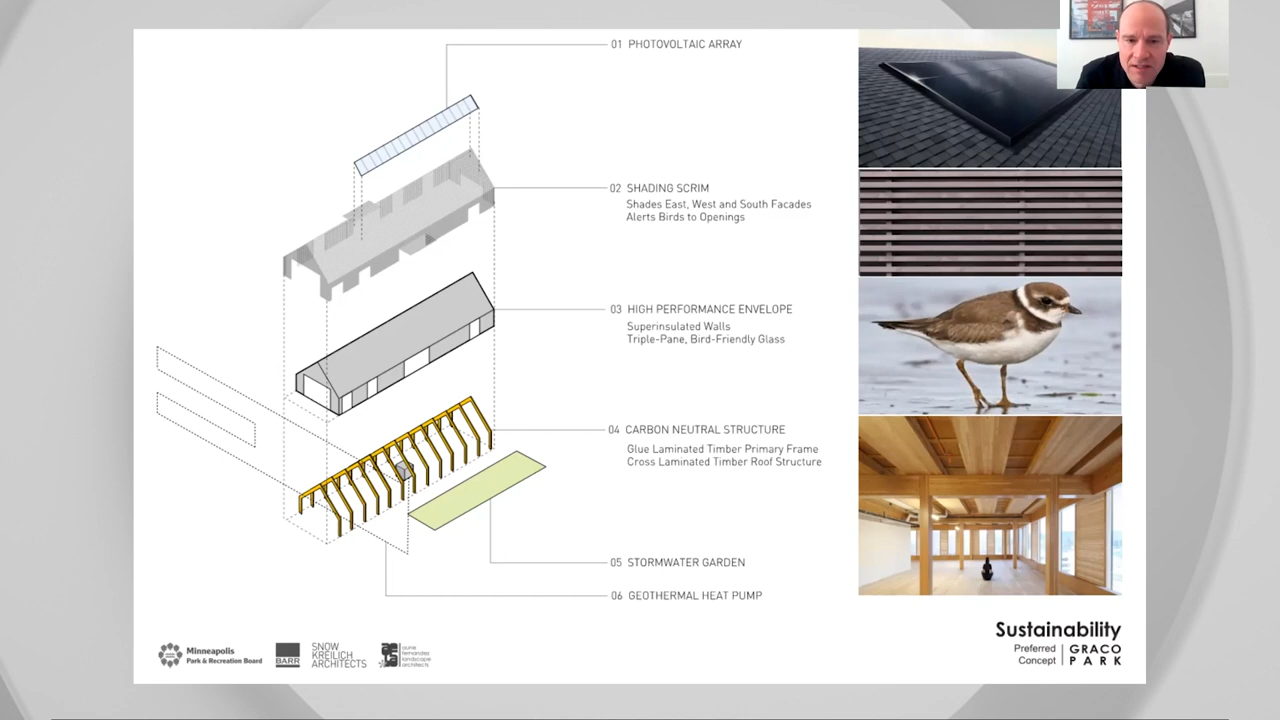 01 PHOTOVOLTAIC ARRAY
02 SHADING SCRIM
Shades East, West and South Facades
Alerts Birds to Openings
03 HIGH PERFORMANCE ENVELOPE
Superinsulated Walls
Triple-Pane, Bird-Friendly Glass
04 CARBON NEUTRAL STRUCTURE
Glue Laminated Timber Primary Frame
Cross Laminated Timber Roof Structure
05 STORMWATER GARDEN
06 GEOTHERMAL HEAT PUMP
Minneapolis
Park & Recreation Board
BARR
SNOW
KREILICH
ARCHITECTS
fernandes
landscape
architects
Sustainability
Preferred
Concept
GRACO
PARK